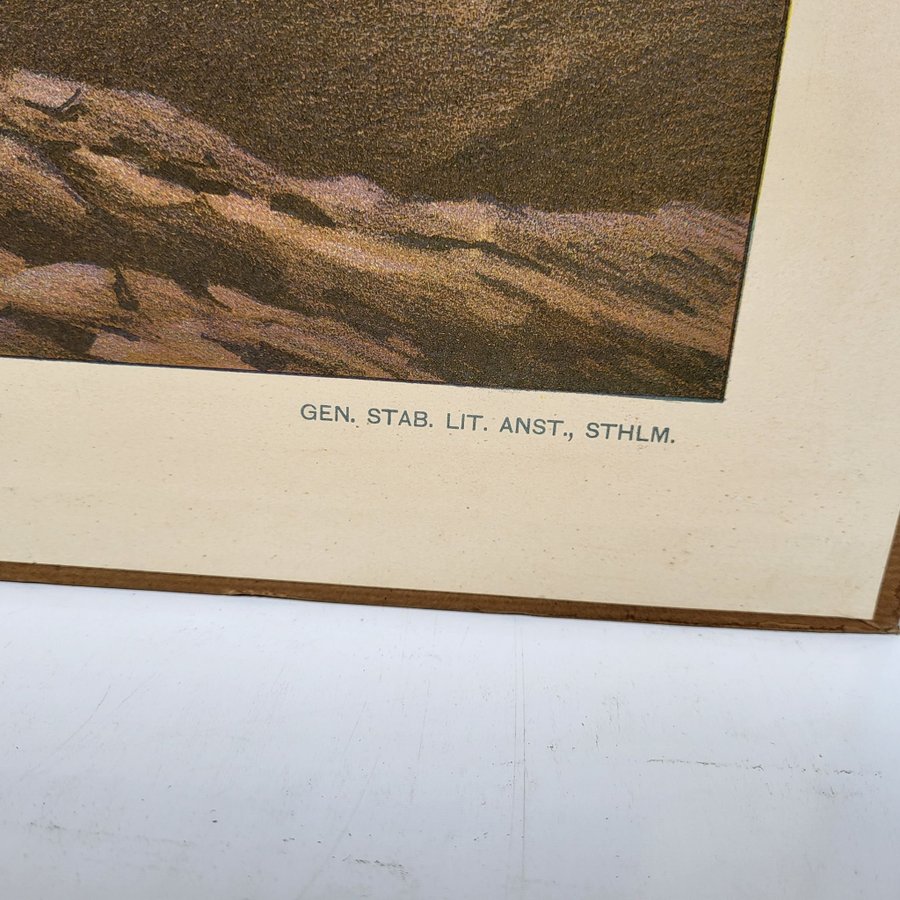 GEN. STAB. LIT. ANST., STHLM.